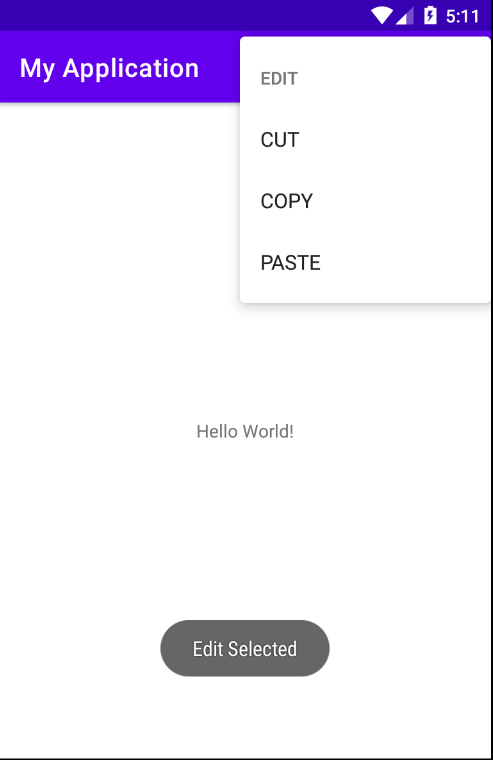 5:11
My Application
EDIT
CUT
COPY
PASTE
Hello World!
Edit Selected